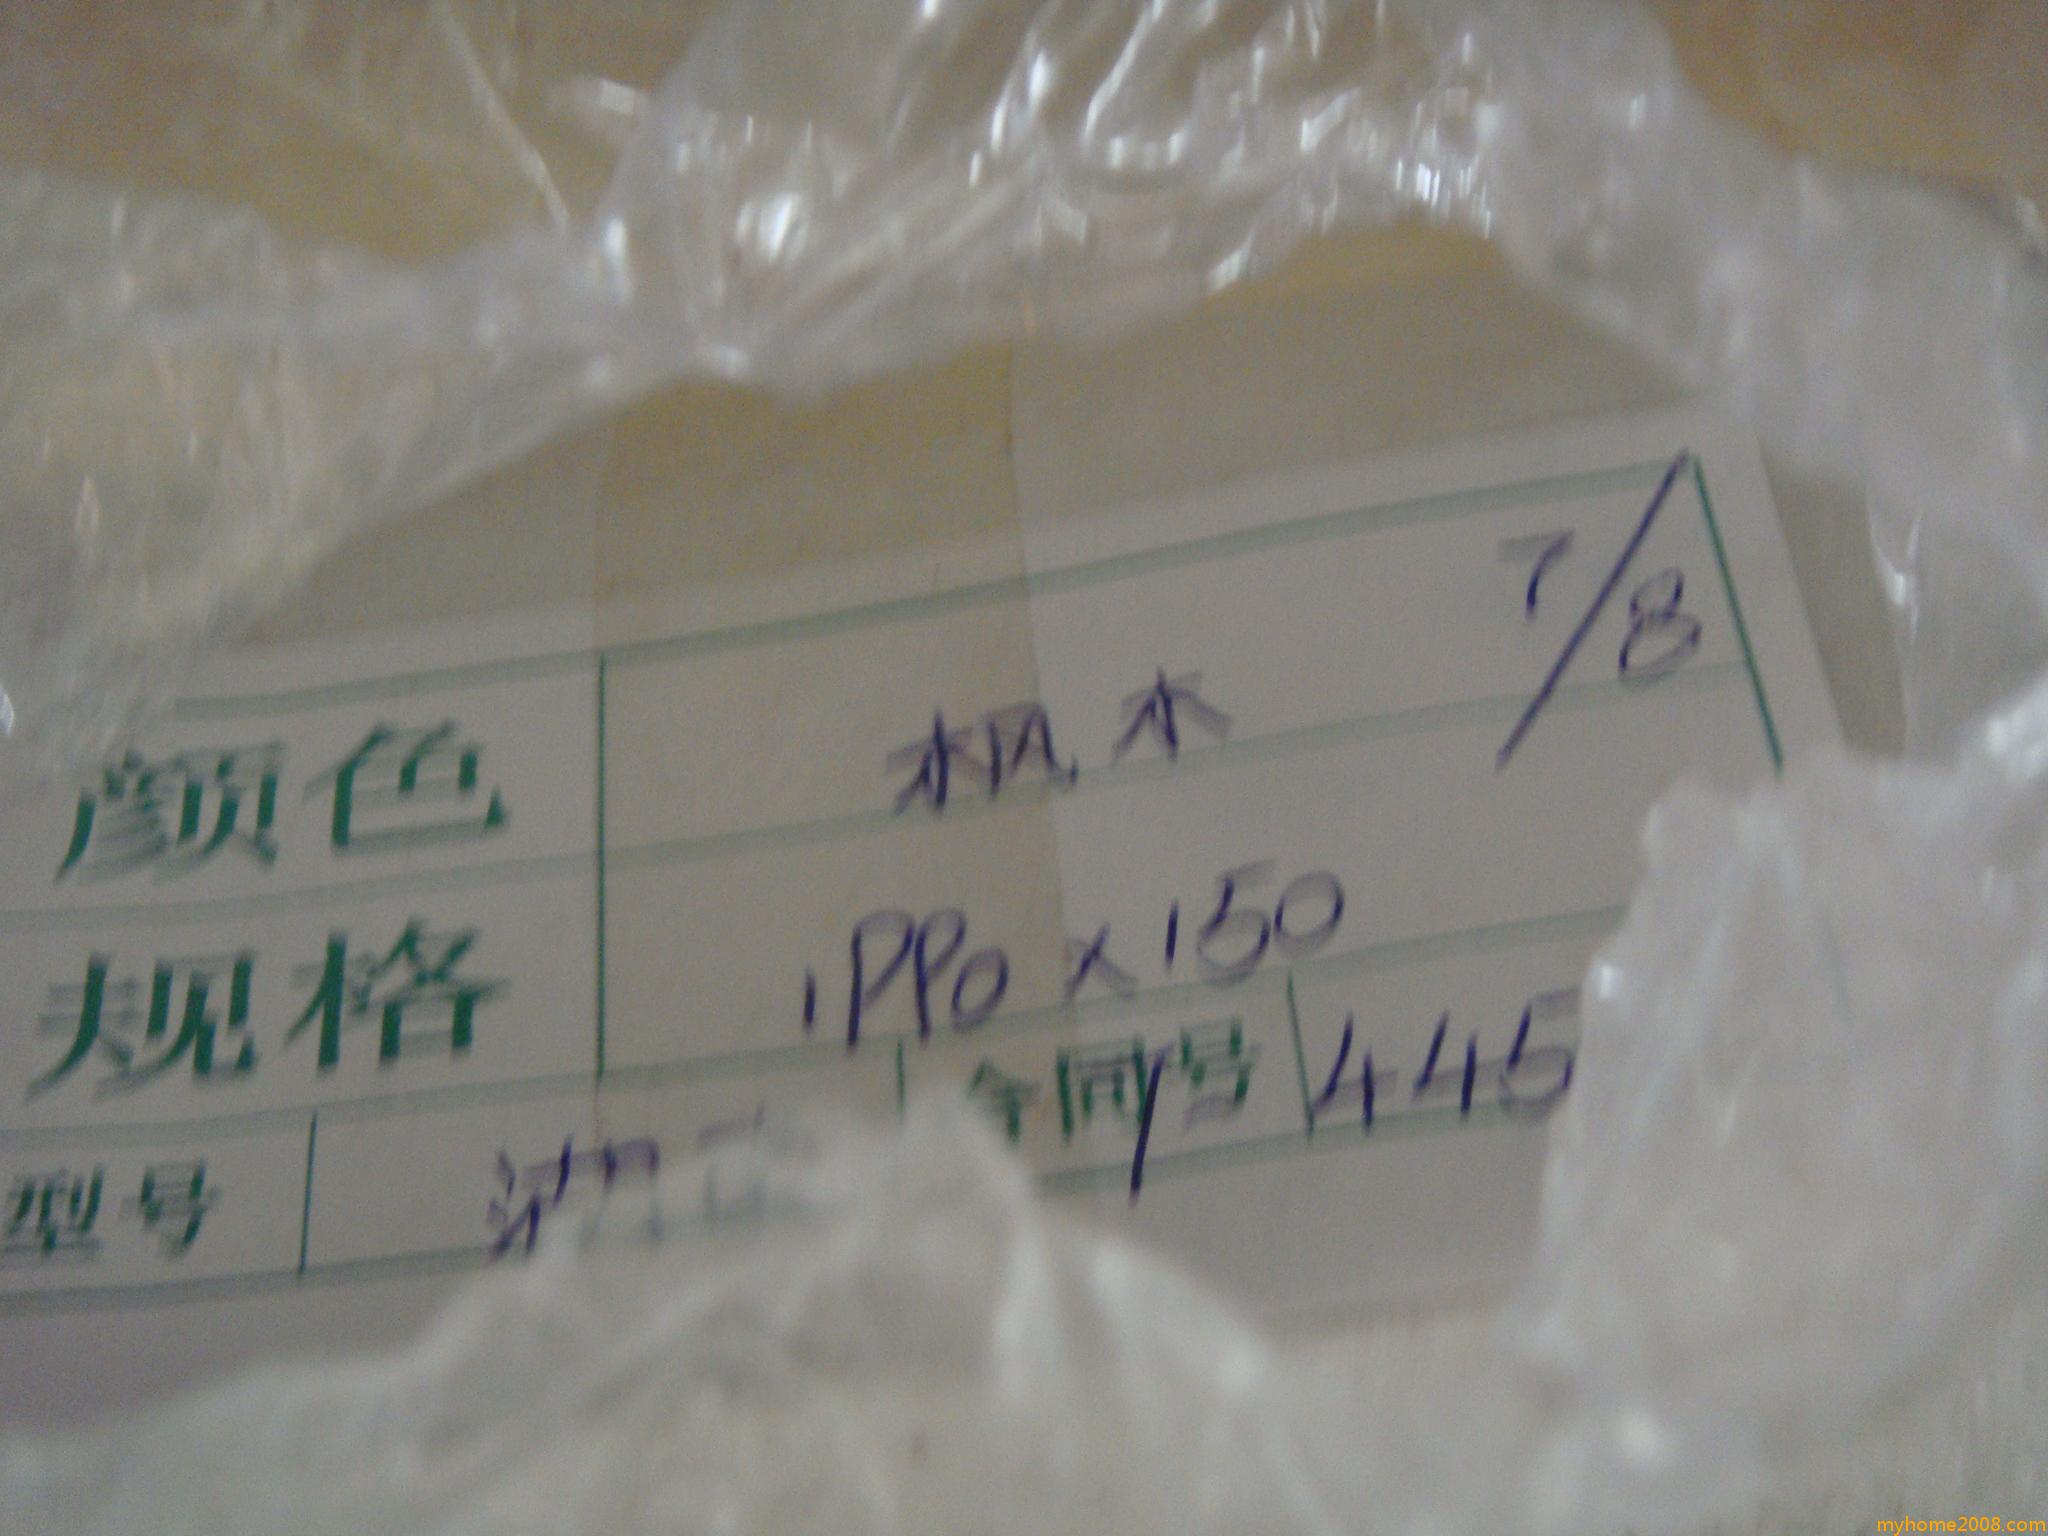 颜色 枫木 7/8
规格 1990×150
型号 合同号 445
myhome2008.com